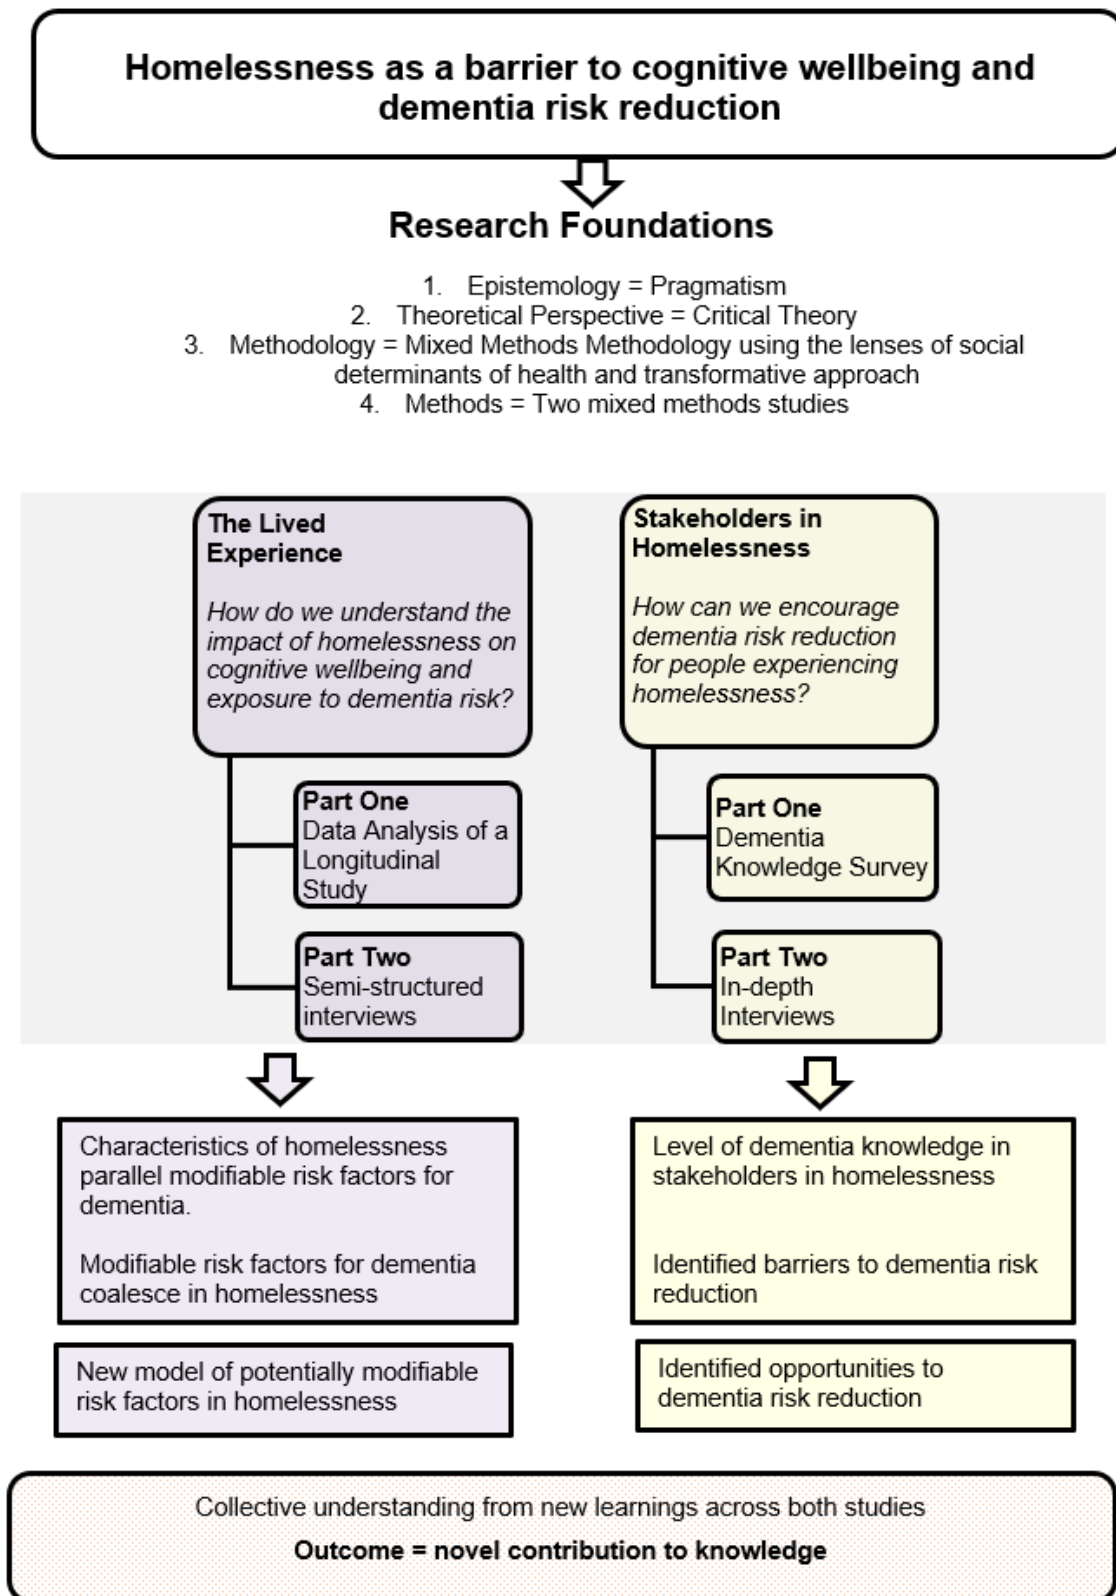 Homelessness as a barrier to cognitive wellbeing and
dementia risk reduction
Research Foundations
1. Epistemology = Pragmatism
2. Theoretical Perspective = Critical Theory
3. Methodology = Mixed Methods Methodology using the lenses of social
determinants of health and transformative approach
4. Methods = Two mixed methods studies
The Lived
Experience
How do we understand the
impact of homelessness on
cognitive wellbeing and
exposure to dementia risk?
Part One
Data Analysis of a
Longitudinal
Study
Part Two
Semi-structured
interviews
Stakeholders in
Homelessness
How can we encourage
dementia risk reduction
for people experiencing
homelessness?
Part One
Dementia
Knowledge Survey
Part Two
In-depth
Interviews
Characteristics of homelessness
parallel modifiable risk factors for
dementia.
Modifiable risk factors for dementia
coalesce in homelessness
New model of potentially modifiable
risk factors in homelessness
Level of dementia knowledge in
stakeholders in homelessness
Identified barriers to dementia risk
reduction
Identified opportunities to
dementia risk reduction
Collective understanding from new learnings across both studies
Outcome = novel contribution to knowledge